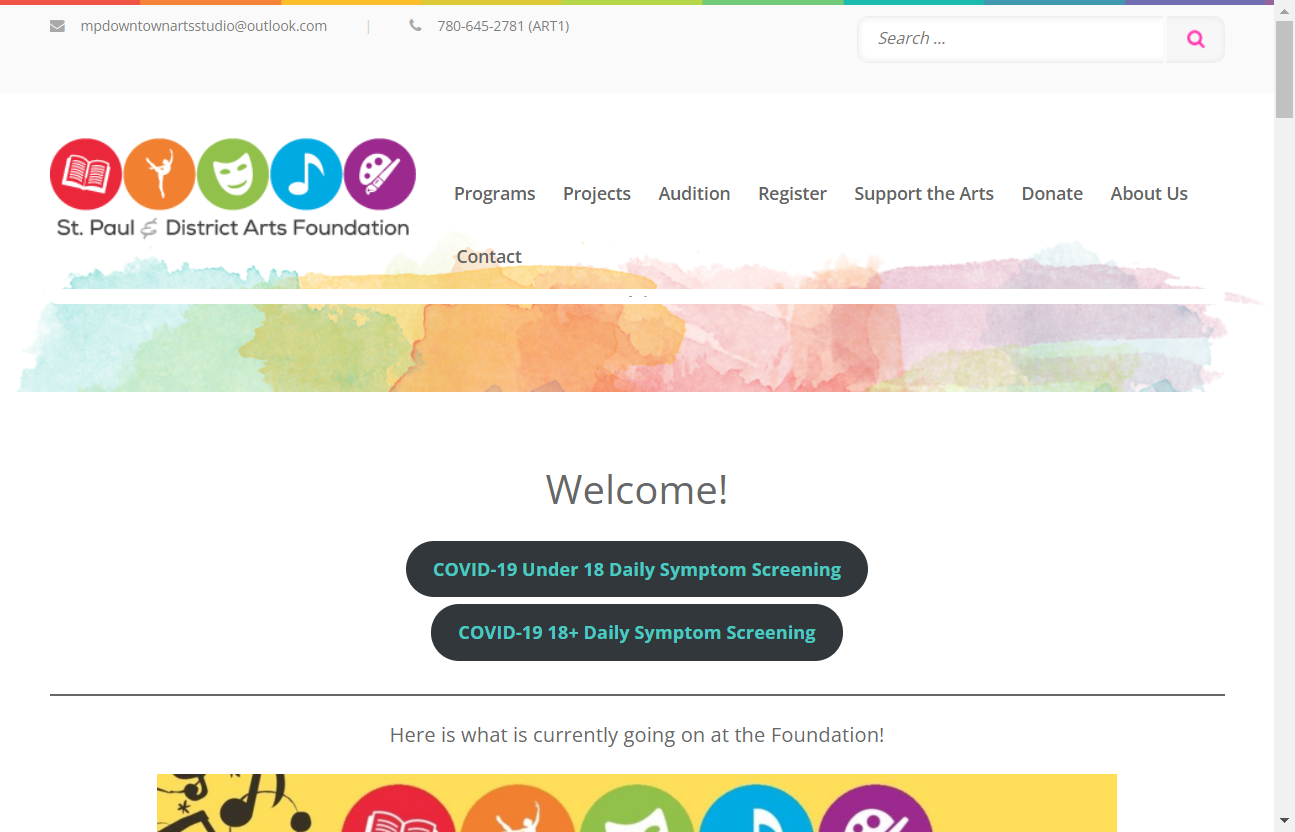 mpdowntownartsstudio@outlook.com | 780-645-2781 (ART1)
Search ...
St. Paul & District Arts Foundation
Programs Projects Audition Register Support the Arts Donate About Us
Contact
Welcome!
COVID-19 Under 18 Daily Symptom Screening
COVID-19 18+ Daily Symptom Screening
Here is what is currently going on at the Foundation!